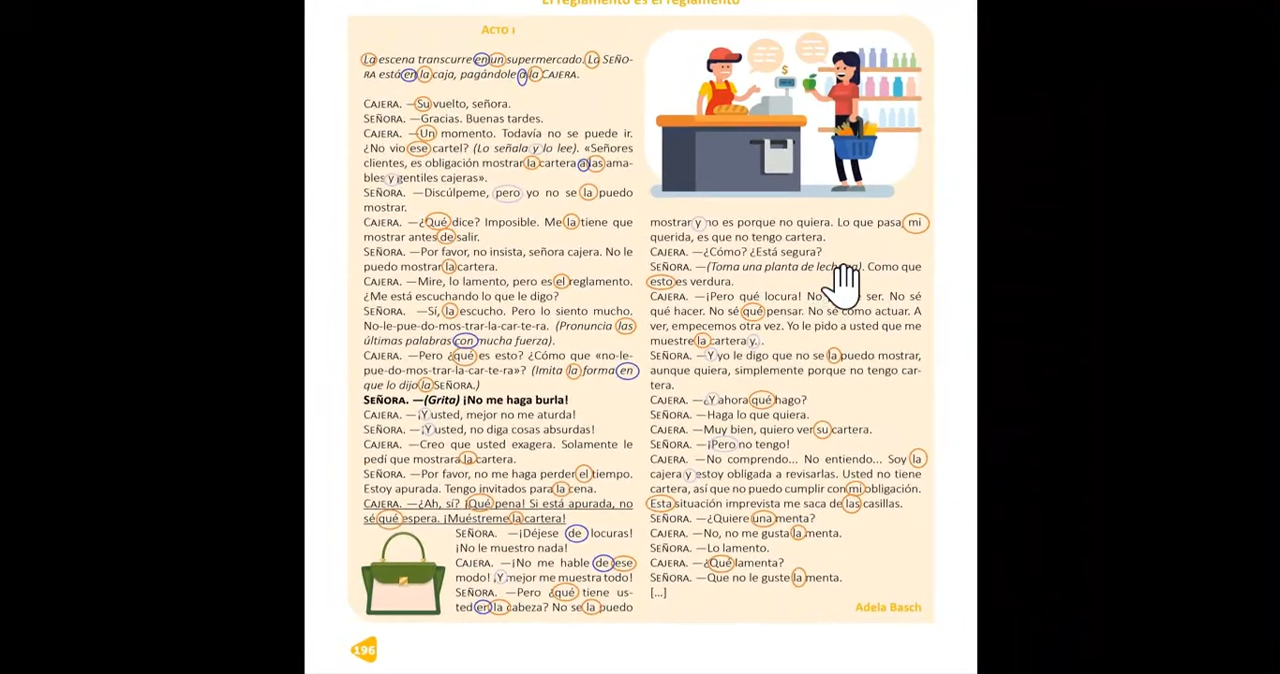 El reglamento es el reglamento
ACTO I
La escena transcurre en un supermercado. La SEÑO-
RA está en la caja, pagándole a la CAJERA.
CAJERA. —Su vuelto, señora.
SEÑORA. —Gracias. Buenas tardes.
CAJERA. —Un momento. Todavía no se puede ir.
¿No vio ese cartel? (Lo señala y lo lee). «Señores
clientes, es obligación mostrar la cartera a las ama-
bles y gentiles cajeras».
SEÑORA. —Discúlpeme, pero yo no se la puedo
mostrar.
CAJERA. —¿Qué dice? Imposible. Me la tiene que
mostrar antes de salir.
SEÑORA. —Por favor, no insista, señora cajera. No le
puedo mostrar la cartera.
CAJERA. —Mire, lo lamento, pero es el reglamento.
¿Me está escuchando lo que le digo?
SEÑORA. —Sí, la escucho. Pero lo siento mucho.
No-le-pue-do-mos-trar-la-car-te-ra. (Pronuncia las
últimas palabras con mucha fuerza).
CAJERA. —Pero ¿qué es esto? ¿Cómo que «no-le-
pue-do-mos-trar-la-car-te-ra»? (Imita la forma en
que lo dijo la SEÑORA.)
SEÑORA. —(Grita) ¡No me haga burla!
CAJERA. —¡Y usted, mejor no me aturda!
SEÑORA. —¡Y usted, no diga cosas absurdas!
CAJERA. —Creo que usted exagera. Solamente le
pedí que mostrara la cartera.
SEÑORA. —Por favor, no me haga perder el tiempo.
Estoy apurada. Tengo invitados para la cena.
CAJERA. —¿Ah, sí? ¡Qué pena! Si está apurada, no
sé qué espera. ¡Muéstreme la cartera!
SEÑORA. —¡Déjese de locuras!
¡No le muestro nada!
CAJERA. —¡No me hable de ese
modo! ¡Y mejor me muestra todo!
SEÑORA. —Pero ¿qué tiene us-
ted en la cabeza? No se la puedo
$
mostrar y no es porque no quiera. Lo que pasa, mi
querida, es que no tengo cartera.
CAJERA. —¿Cómo? ¿Está segura?
SEÑORA. —(Toma una planta de). Como que
esto es verdura.
CAJERA. —¡Pero qué locura! No ser. No sé
qué hacer. No sé qué pensar. No sé cómo actuar. A
ver, empecemos otra vez. Yo le pido a usted que me
muestre la cartera y...
SEÑORA. —Y yo le digo que no se la puedo mostrar,
aunque quiera, simplemente porque no tengo car-
tera.
CAJERA. —¿Y ahora qué hago?
SEÑORA. —Haga lo que quiera.
CAJERA. —Muy bien, quiero ver su cartera.
SEÑORA. —¡Pero no tengo!
CAJERA. —No comprendo... No entiendo... Soy la
cajera y estoy obligada a revisarlas. Usted no tiene
cartera, así que no puedo cumplir con mi obligación.
Esta situación imprevista me saca de las casillas.
SEÑORA. —¿Quiere una menta?
CAJERA. —No, no me gusta la menta.
SEÑORA. —Lo lamento.
CAJERA. —¿Qué lamenta?
SEÑORA. —Que no le guste la menta.
[...]
Adela Basch
196